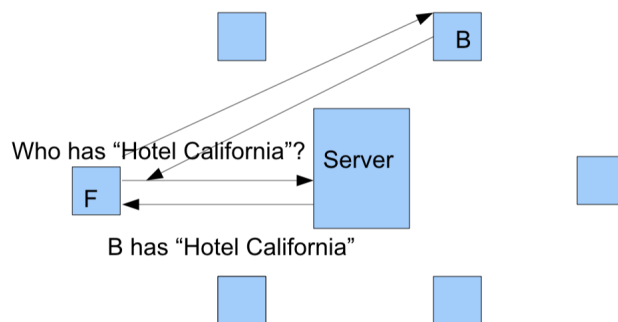 B
Who has “Hotel California”?
Server
F
B has “Hotel California”